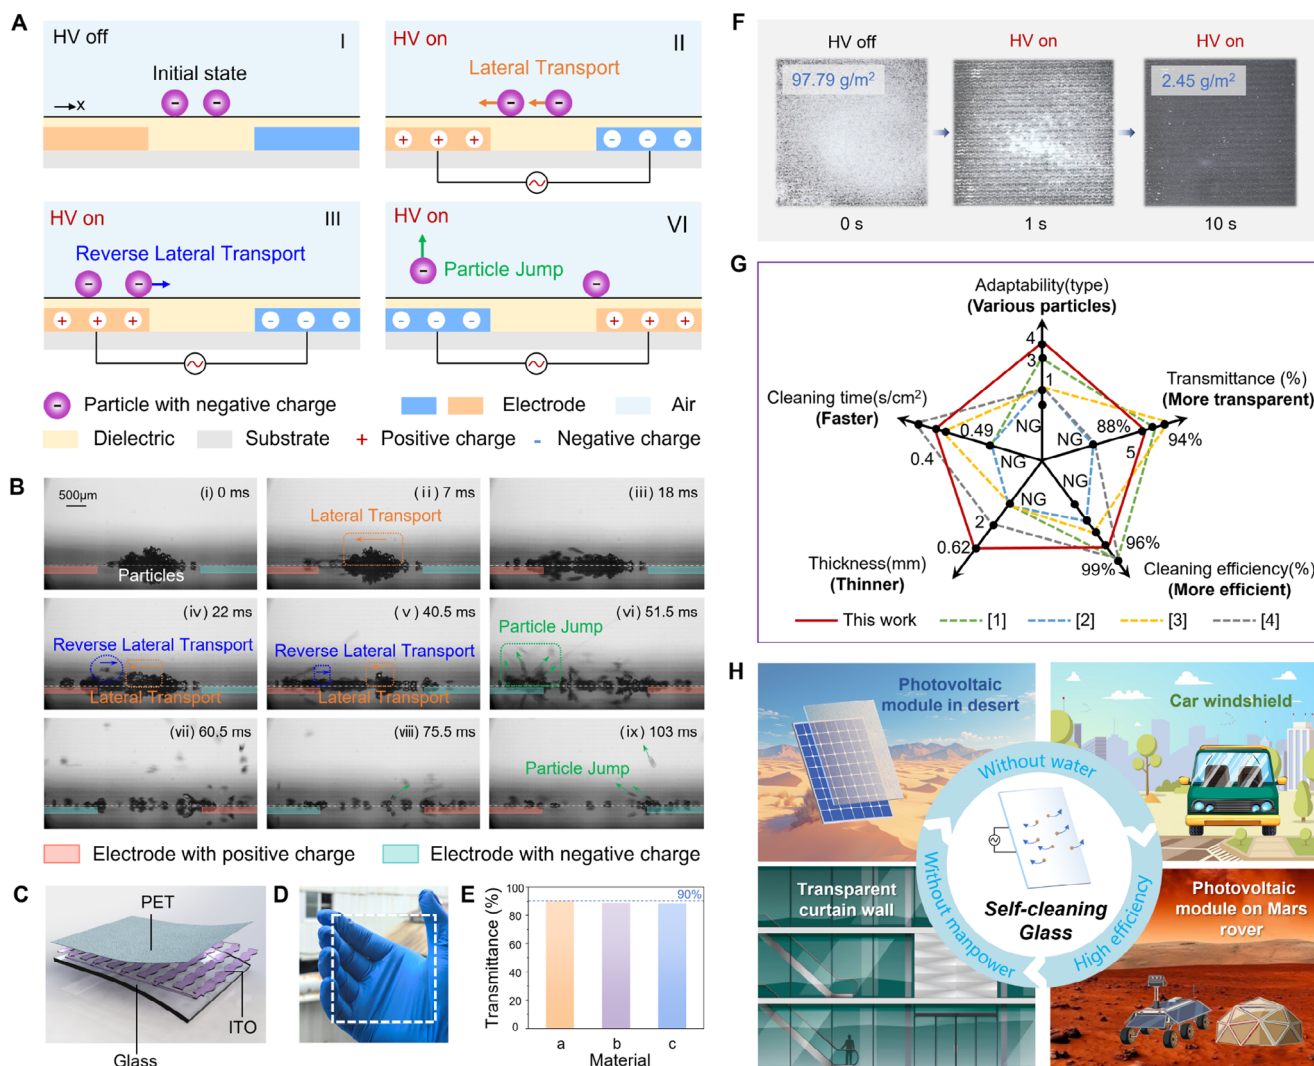 A
HV off
I
Initial state
x
HV on
II
Lateral Transport
HV on
III
Reverse Lateral Transport
HV on
VI
Particle Jump
Particle with negative charge
Electrode
Air
Dielectric
Substrate
+ Positive charge
- Negative charge
B
500μm
(i) 0 ms
Particles
(ii) 7 ms
Lateral Transport
(iii) 18 ms
(iv) 22 ms
Reverse Lateral Transport
Lateral Transport
(v) 40.5 ms
Reverse Lateral Transport
Lateral Transport
(vi) 51.5 ms
Particle Jump
(vii) 60.5 ms
(viii) 75.5 ms
(ix) 103 ms
Particle Jump
Electrode with positive charge
Electrode with negative charge
C
PET
ITO
Glass
D
E
Transmittance (%)
100
80
60
40
20
0
90%
a
b
c
Material
F
HV off
HV on
HV on
97.79 g/m²
2.45 g/m²
0 s
1 s
10 s
G
Adaptability(type)
(Various particles)
4
3
1
NG
Transmittance (%)
(More transparent)
94%
5
88%
NG
Cleaning efficiency(%)
(More efficient)
96%
99%
NG
Thickness(mm)
(Thinner)
0.62
2
NG
Cleaning time(s/cm²)
(Faster)
0.4
0.49
NG
This work
[1]
[2]
[3]
[4]
H
Photovoltaic
module in desert
Car windshield
Transparent
curtain wall
Photovoltaic
module on Mars
rover
Without water
High efficiency
Without manpower
Self-cleaning
Glass